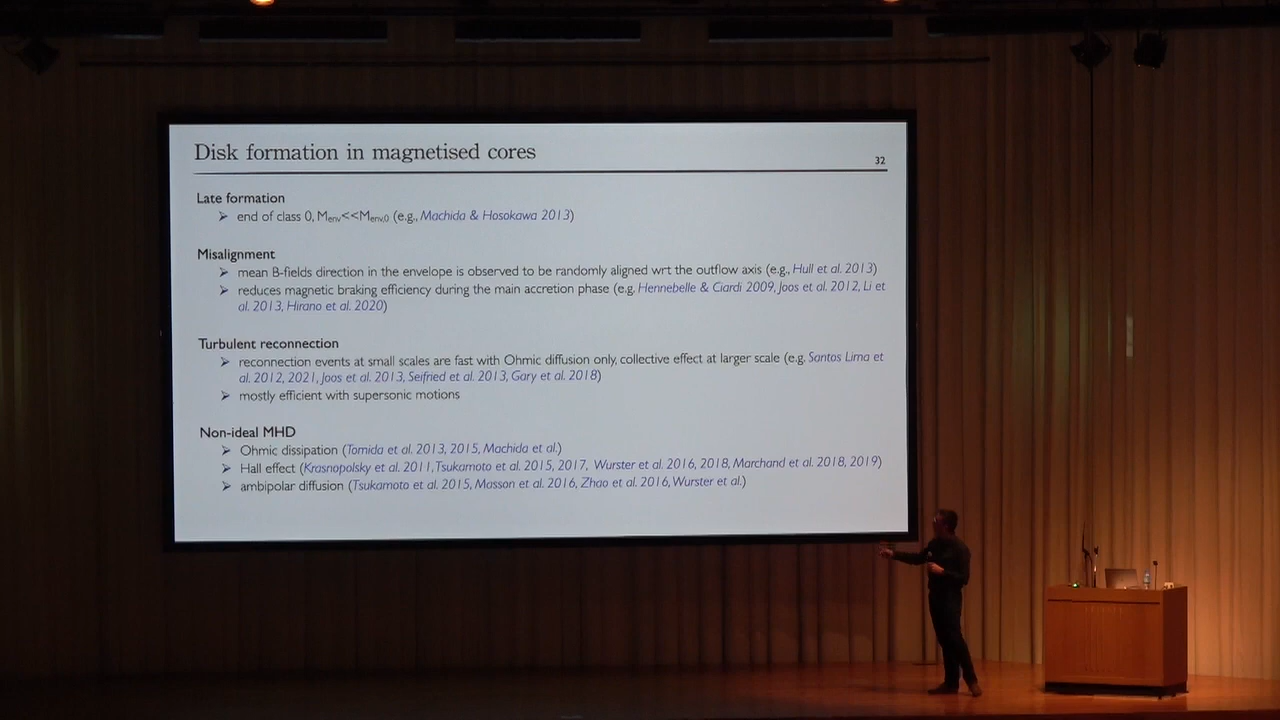 Disk formation in magnetised cores
32
Late formation
➢ end of class 0, Menv<<Menv,0 (e.g., Machida & Hosokawa 2013)
Misalignment
➢ mean B-fields direction in the envelope is observed to be randomly aligned wrt the outflow axis (e.g., Hull et al. 2013)
➢ reduces magnetic braking efficiency during the main accretion phase (e.g. Hennebelle & Ciardi 2009, Joos et al. 2012, Li et
al. 2013, Hirano et al. 2020)
Turbulent reconnection
➢ reconnection events at small scales are fast with Ohmic diffusion only, collective effect at larger scale (e.g. Santos Lima et
al. 2012, 2021, Joos et al. 2013, Seifried et al. 2013, Gary et al. 2018)
➢ mostly efficient with supersonic motions
Non-ideal MHD
➢ Ohmic dissipation (Tomida et al. 2013, 2015, Machida et al.)
➢ Hall effect (Krasnopolsky et al. 2011, Tsukamoto et al. 2015, 2017, Wurster et al. 2016, 2018, Marchand et al. 2018, 2019)
➢ ambipolar diffusion (Tsukamoto et al. 2015, Masson et al. 2016, Zhao et al. 2016, Wurster et al.)